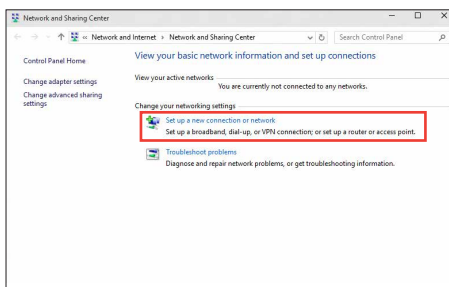 Network and Sharing Center
« Network and Internet › Network and Sharing Center
Search Control Panel
Control Panel Home
Change adapter settings
Change advanced sharing
settings
View your basic network information and set up connections
View your active networks
You are currently not connected to any networks.
Change your networking settings
Set up a new connection or network
Set up a broadband, dial-up, or VPN connection; or set up a router or access point.
Troubleshoot problems
Diagnose and repair network problems, or get troubleshooting information.